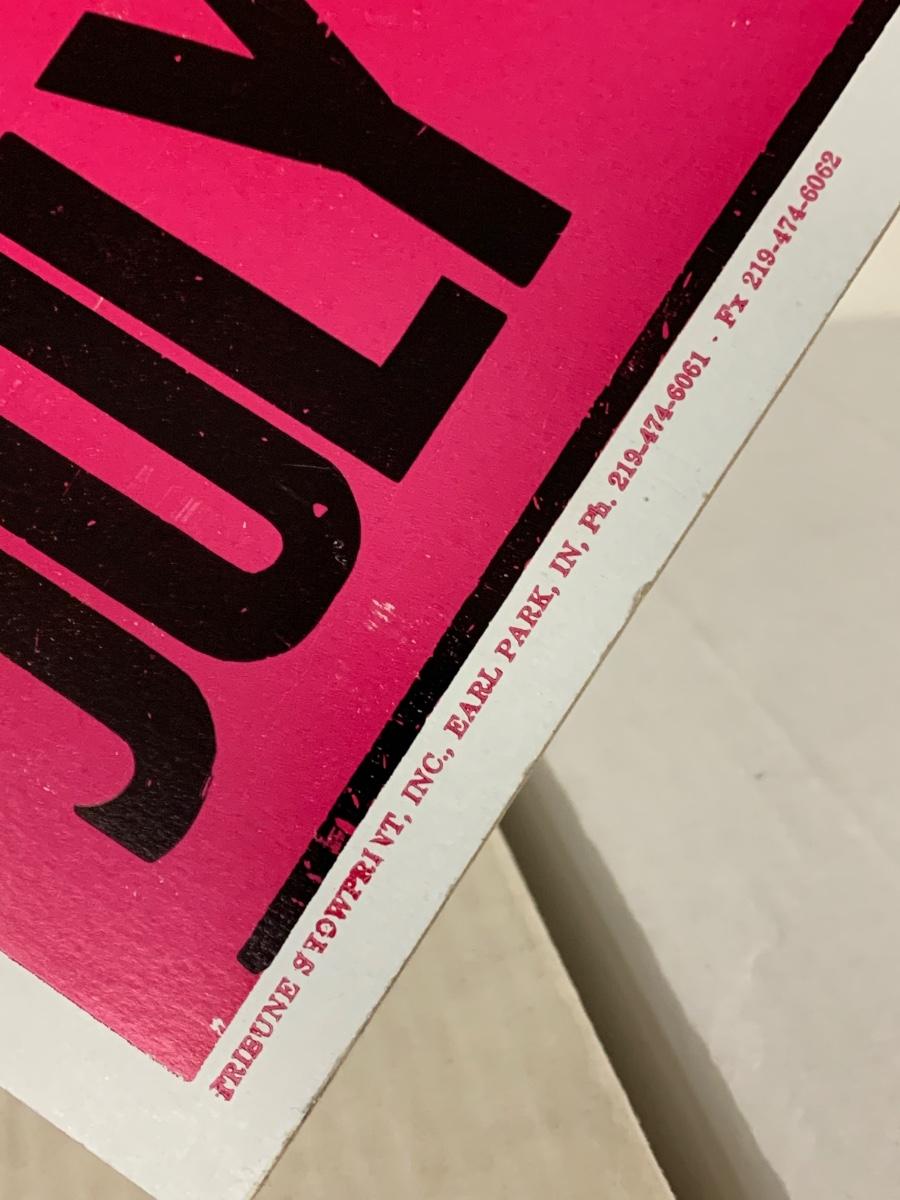 JULY
TRIBUNE SHOWPRINT, INC., EARL PARK, IN, Ph. 219-474-6061 · Fx 219-474-6062